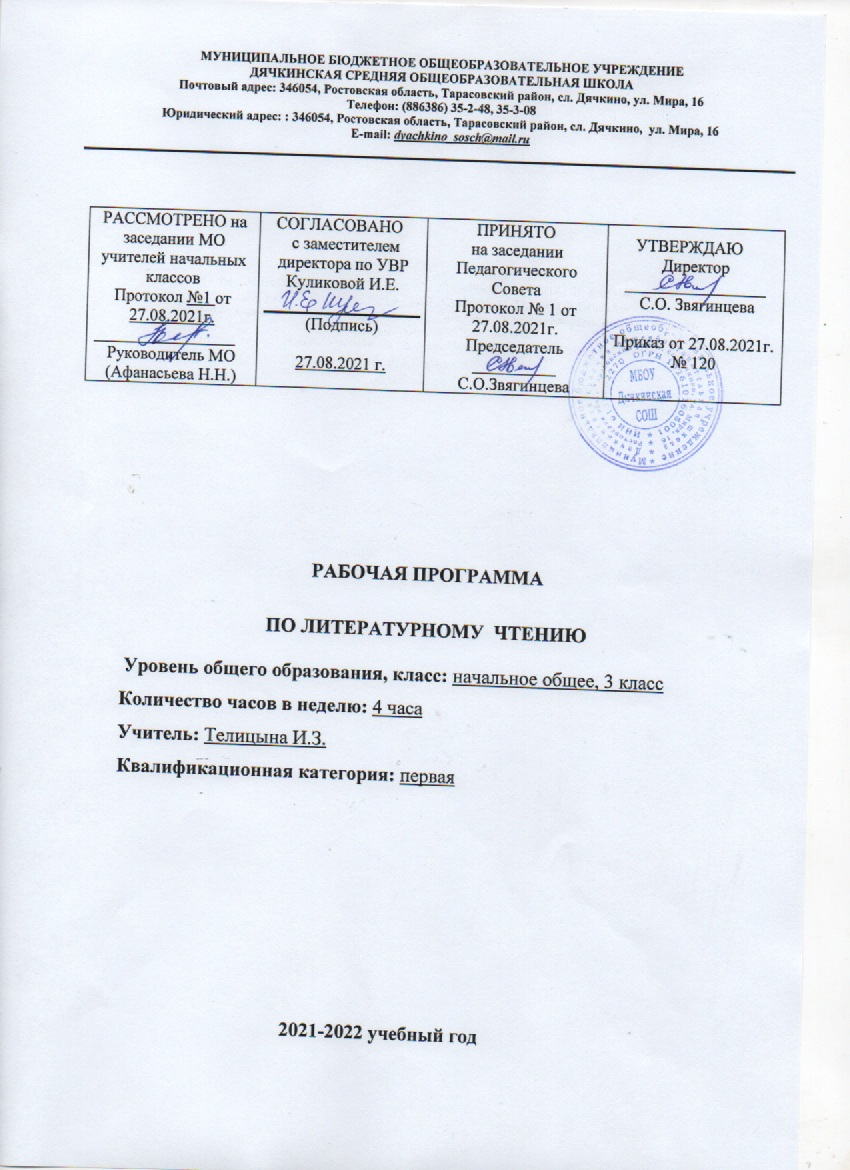 МУНИЦИПАЛЬНОЕ БЮДЖЕТНОЕ ОБЩЕОБРАЗОВАТЕЛЬНОЕ УЧРЕЖДЕНИЕ
ДЯЧКИНСКАЯ СРЕДНЯЯ ОБЩЕОБРАЗОВАТЕЛЬНАЯ ШКОЛА
Почтовый адрес: 346054, Ростовская область, Тарасовский район, сл. Дячкино, ул. Мира, 16
Телефон: (886386) 35-2-48, 35-3-08
Юридический адрес: : 346054, Ростовская область, Тарасовский район, сл. Дячкино, ул. Мира, 16
E-mail: dyachkino_sosch@mail.ru
РАССМОТРЕНО на
заседании МО
учителей начальных
классов
Протокол №1 от
27.08.2021г.
Руководитель МО
(Афанасьева Н.Н.)
СОГЛАСОВАНО
с заместителем
директора по УВР
Куликовой И.Е.
(Подпись)
27.08.2021 г.
ПРИНЯТО
на заседании
Педагогического
Совета
Протокол № 1 от
27.08.2021г.
Председатель
С.О.Звягинцева
УТВЕРЖДАЮ
Директор
С.О. Звягинцева
Приказ от 27.08.2021г.
№ 120
МБОУ
Дячкинская
СОШ
РАБОЧАЯ ПРОГРАММА
ПО ЛИТЕРАТУРНОМУ ЧТЕНИЮ
Уровень общего образования, класс: начальное общее, 3 класс
Количество часов в неделю: 4 часа
Учитель: Телицына И.З.
Квалификационная категория: первая
2021-2022 учебный год